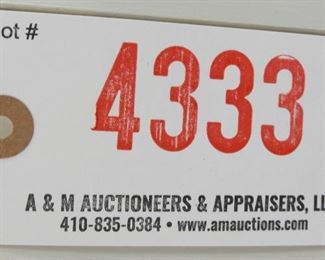 ot #
4333
A & M AUCTIONEERS & APPRAISERS, LL
410-835-0384 • www.amauctions.com